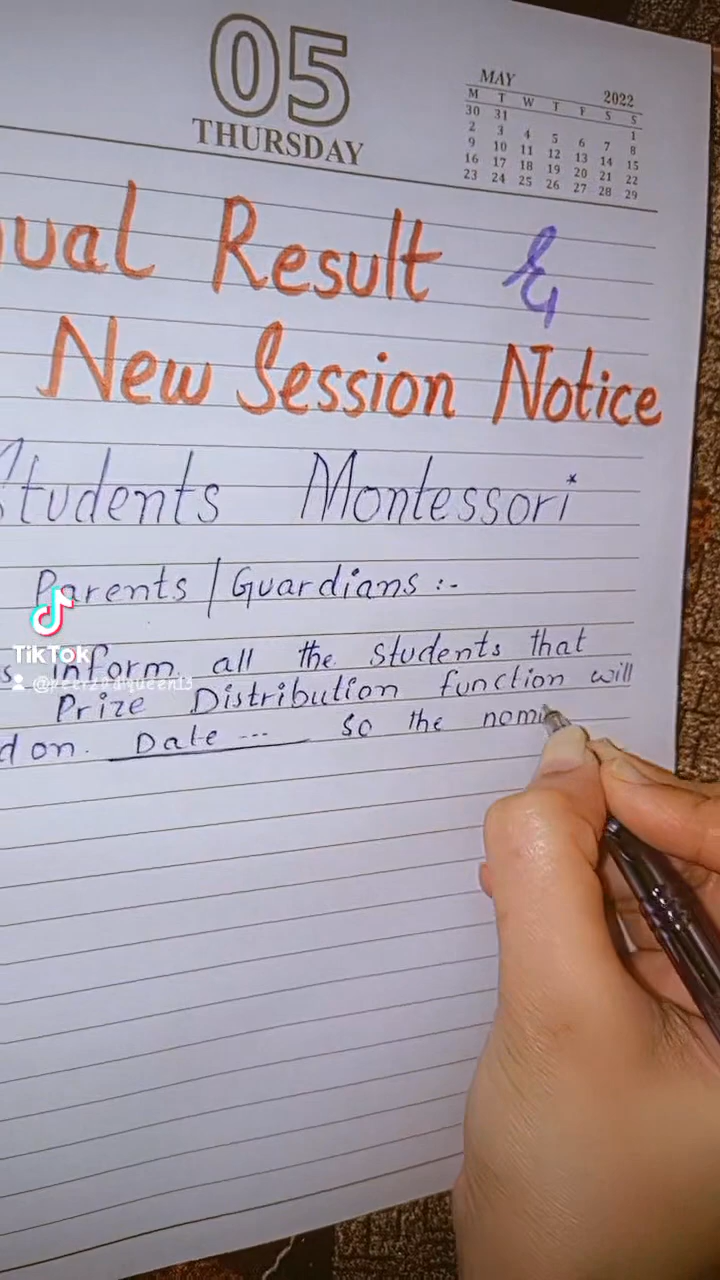 05
THURSDAY
MAY 2022
M T W T F S S
30 31 1
2 3 4 5 6 7 8
9 10 11 12 13 14 15
16 17 18 19 20 21 22
23 24 25 26 27 28 29
ual Result &
New Session Notice
Students Montessori
Parents / Guardians :-
s inform all the students that
Prize Distribution function will
d on. Date ... So the nomi
TikTok